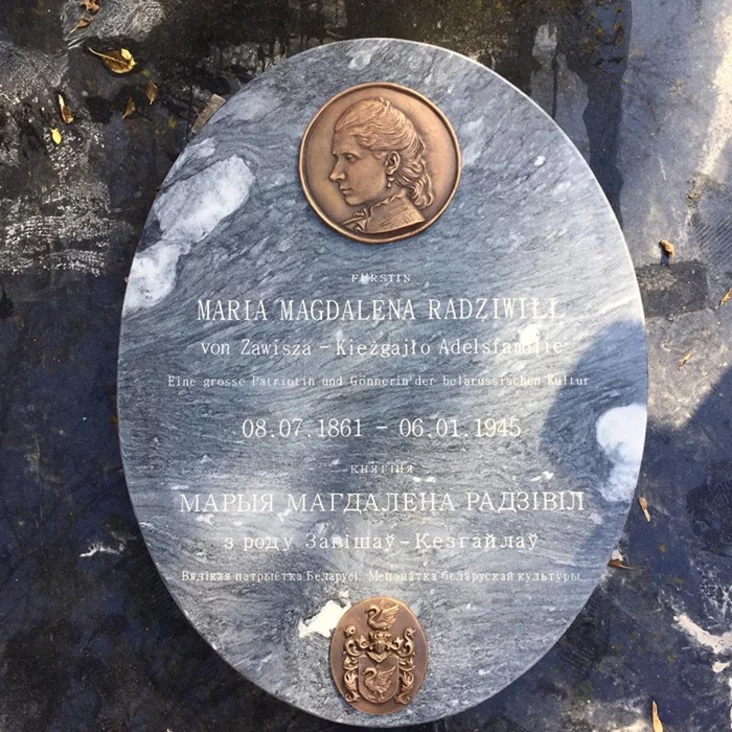 FÜRSTIN
MARIA MAGDALENA RADZIWIŁŁ
von Zawisza – Kieżgajło Adelsfamilie
Eine grosse Patriotin und Gönnerin der belarussischen Kultur
08.07.1861 – 06.01.1945
КНЯГІНЯ
МАРЫЯ МАГДАЛЕНА РАДЗІВІЛ
з роду Завішаў – Кезгайлаў
Вялікая патрыётка Беларусі. Мецэнатка беларускай культуры.